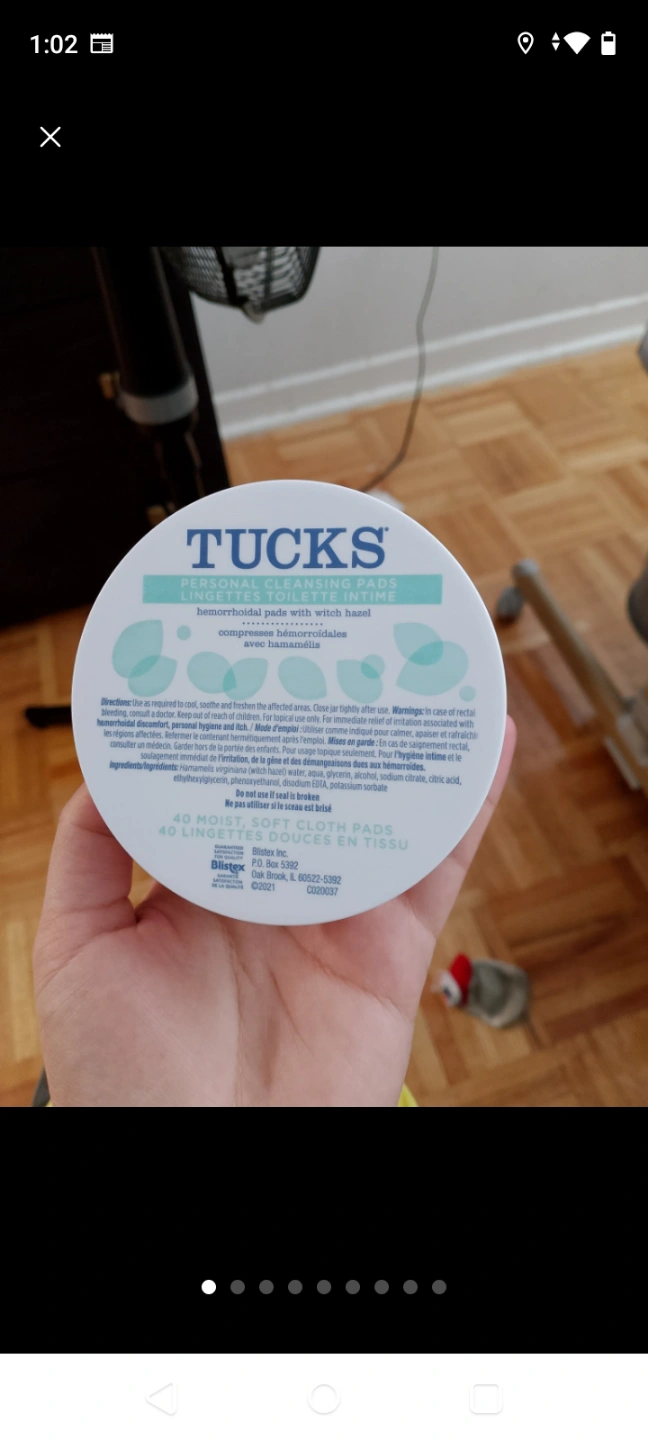 1:02
TUCKS
PERSONAL CLEANSING PADS
LINGETTES TOILETTE INTIME
hemorrhoidal pads with witch hazel
compresses hémorroïdales
avec hamamélis
Directions: Use as required to cool, soothe and freshen the affected areas. Close jar tightly after use. Warnings: In case of rectal
bleeding, consult a doctor. Keep out of reach of children. For topical use only. For immediate relief of irritation associated with
hemorrhoidal discomfort, personal hygiene and itch. / Mode d'emploi : Utiliser comme indiqué pour calmer, apaiser et rafraîchir
les régions affectées. Refermer le contenant hermétiquement après l'emploi. Mises en garde : En cas de saignement rectal,
consulter un médecin. Garder hors de la portée des enfants. Pour usage topique seulement. Pour l'hygiène intime et le
soulagement immédiat de l'irritation, de la gêne et des démangeaisons dues aux hémorroïdes.
Ingredients/Ingrédients: Hamamelis virginiana (witch hazel) water, aqua, glycerin, alcohol, sodium citrate, citric acid,
ethylhexylglycerin, phenoxyethanol, disodium EDTA, potassium sorbate
Do not use if seal is broken
Ne pas utiliser si le sceau est brisé
40 MOIST, SOFT CLOTH PADS
40 LINGETTES DOUCES EN TISSU
GUARANTEED
SATISFACTION
FOR QUALITY
Blistex
GARANTIE
SATISFACTION
DE LA QUALITÉ
Blistex Inc.
P.O. Box 5392
Oak Brook, IL 60522-5392
©2021 C020037